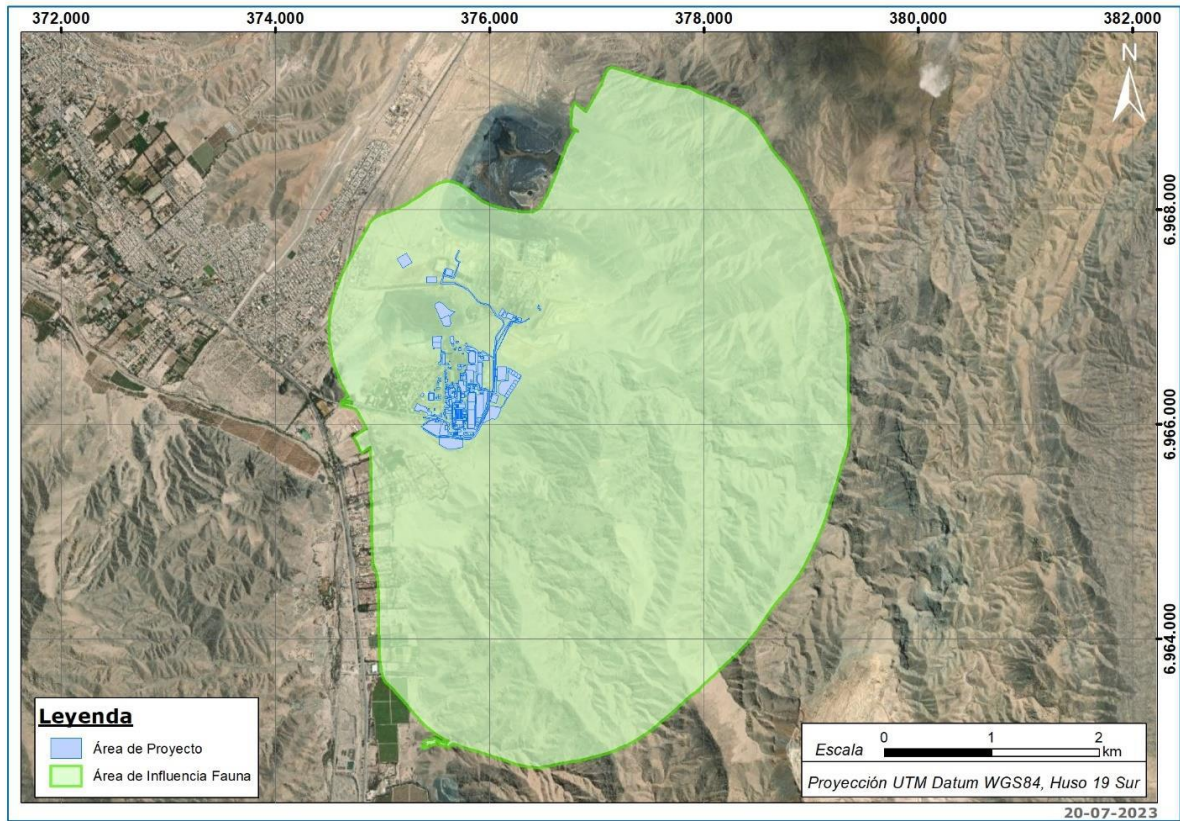 372.000 374.000 376.000 378.000 380.000 382.000
N
6.968.000
6.966.000
6.964.000
Leyenda
Área de Proyecto
Área de Influencia Fauna
Escala 0 1 2 km
Proyección UTM Datum WGS84, Huso 19 Sur
20-07-2023